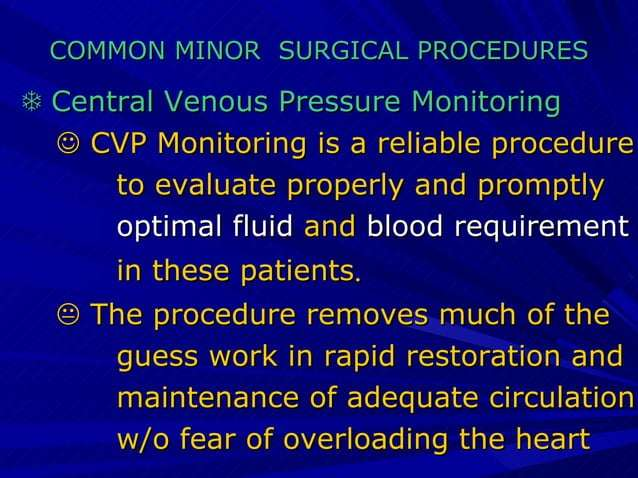 COMMON MINOR SURGICAL PROCEDURES
❄ Central Venous Pressure Monitoring
☺ CVP Monitoring is a reliable procedure
to evaluate properly and promptly
optimal fluid and blood requirement
in these patients.
😐 The procedure removes much of the
guess work in rapid restoration and
maintenance of adequate circulation
w/o fear of overloading the heart